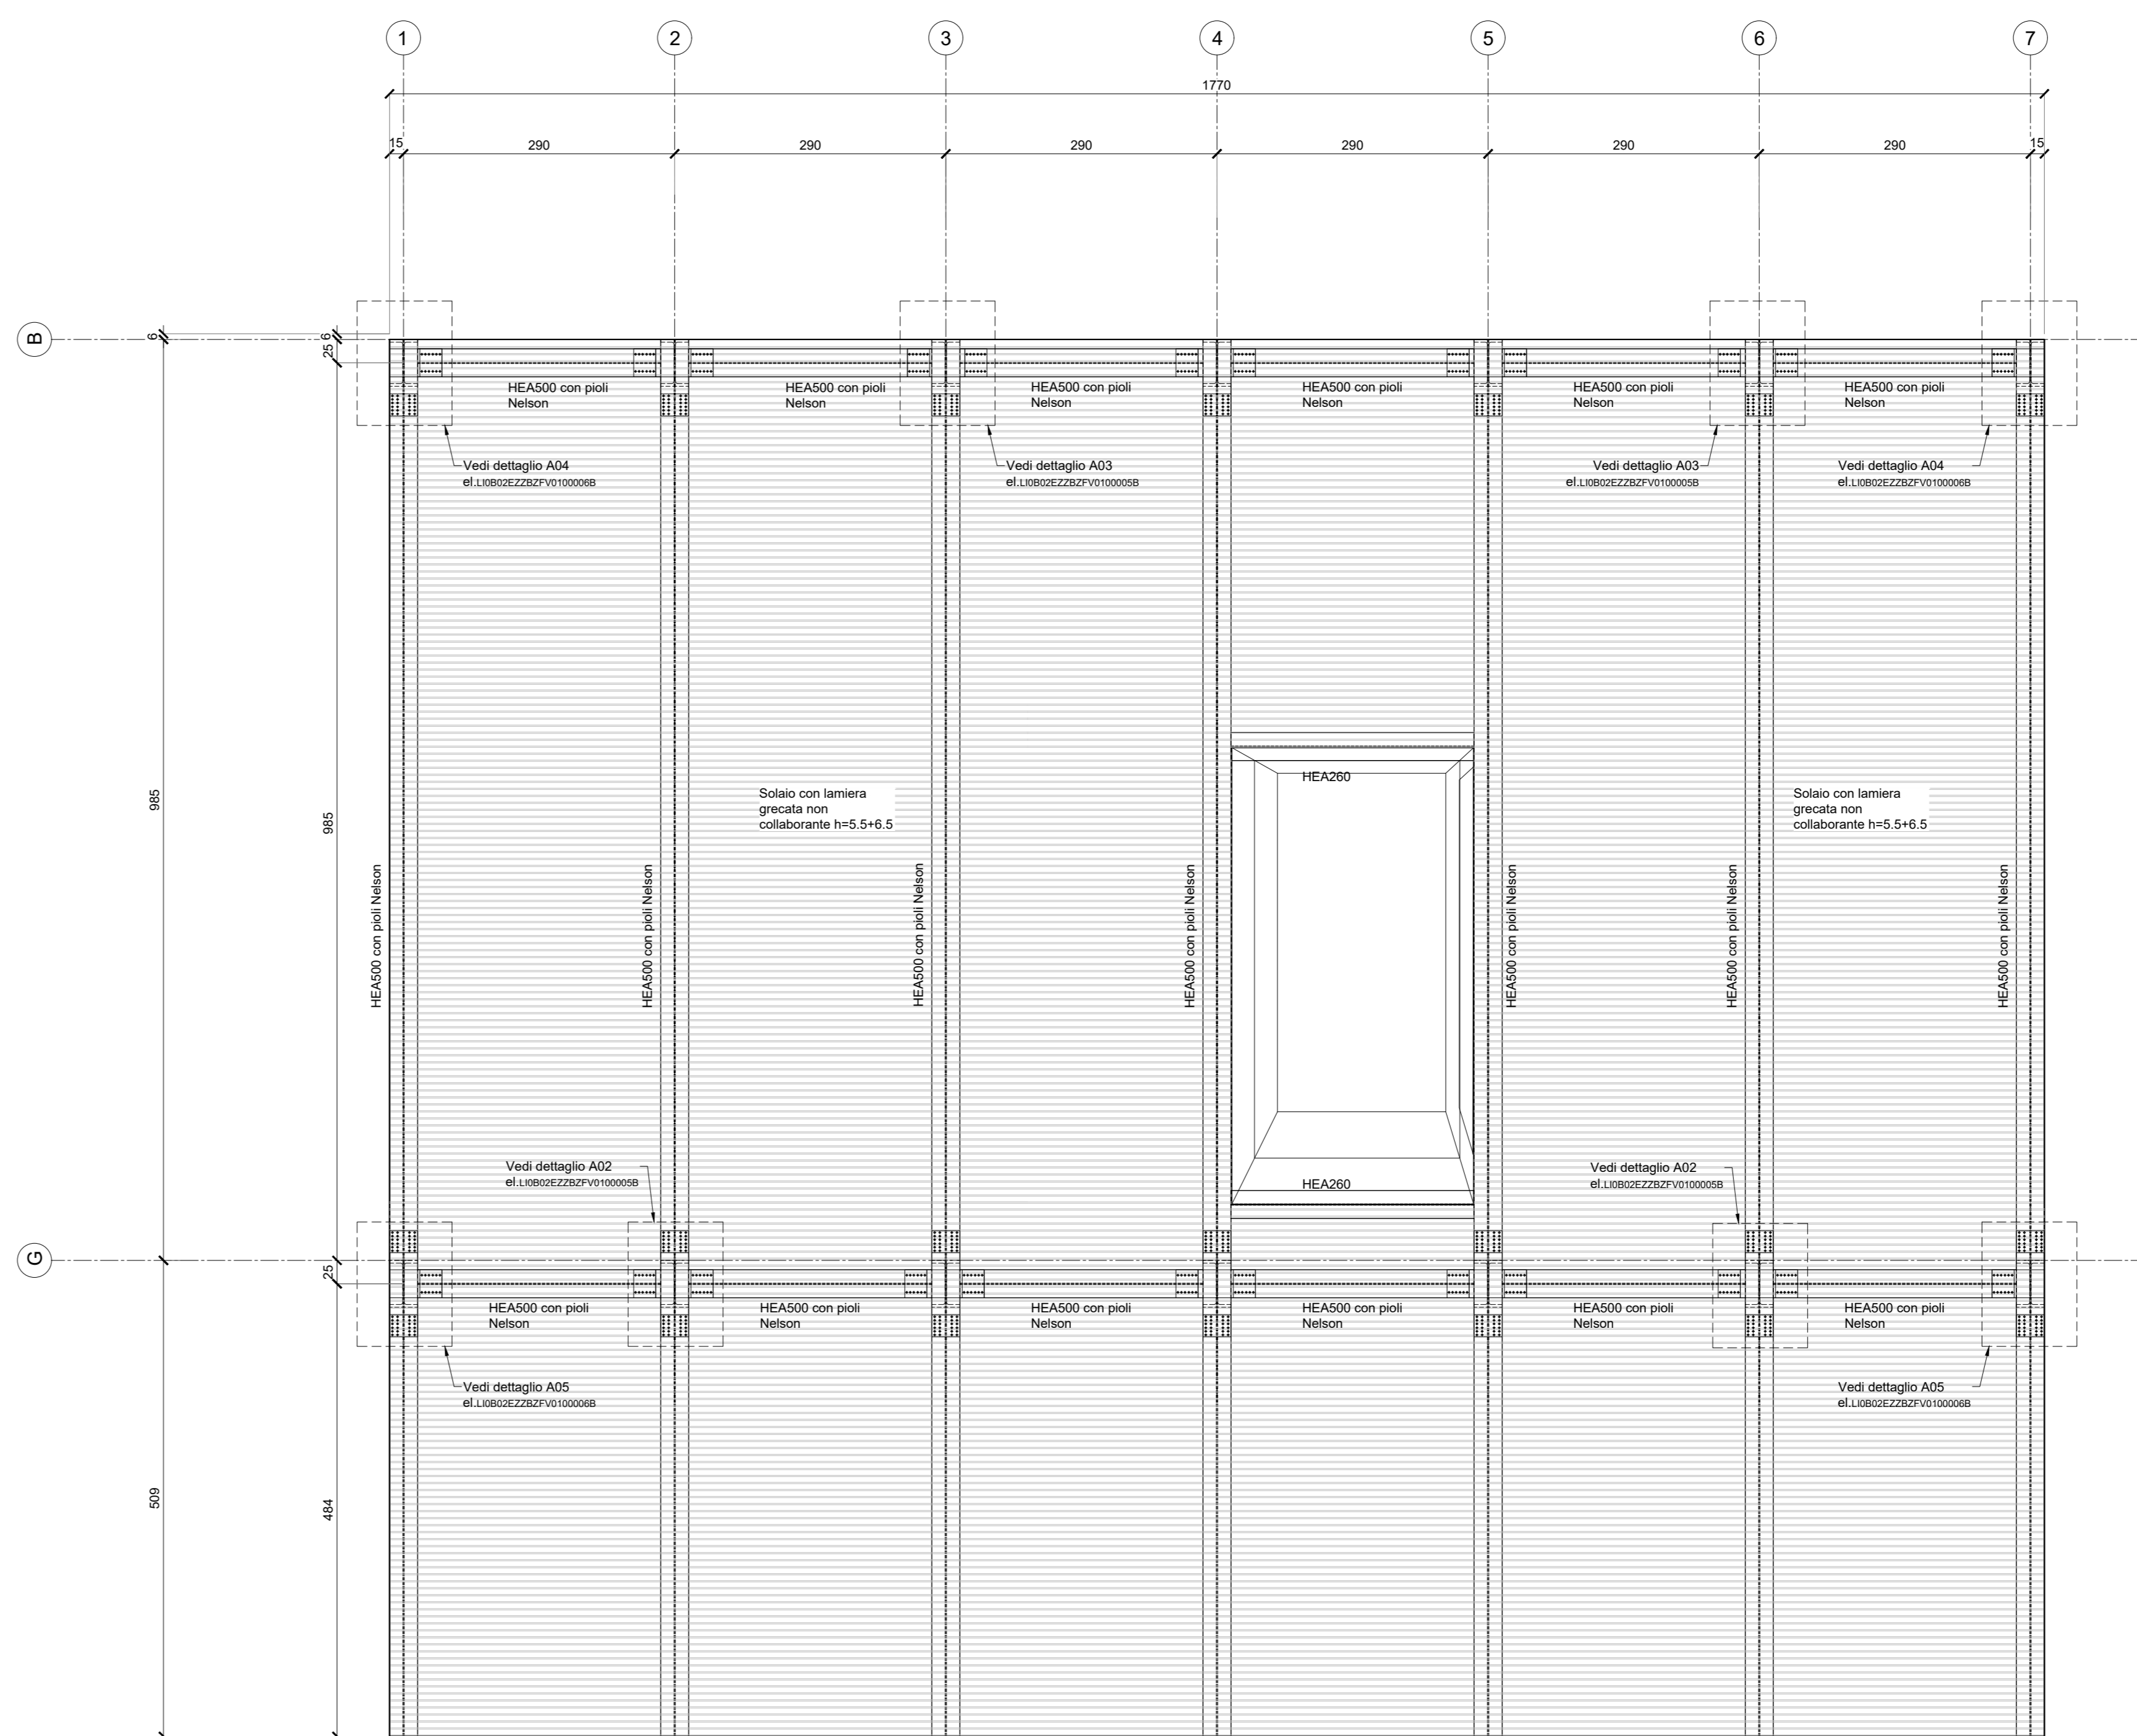 1 2 3 4 5 6 7
1770
15 290 290 290 290 290 290 15
B
6
6
25
HEA500 con pioli
Nelson
HEA500 con pioli
Nelson
HEA500 con pioli
Nelson
HEA500 con pioli
Nelson
HEA500 con pioli
Nelson
HEA500 con pioli
Nelson
Vedi dettaglio A04
el.LI0B02EZZBZFV0100006B
Vedi dettaglio A03
el.LI0B02EZZBZFV0100005B
Vedi dettaglio A03
el.LI0B02EZZBZFV0100005B
Vedi dettaglio A04
el.LI0B02EZZBZFV0100006B
985
985
HEA260
Solaio con lamiera
grecata non
collaborante h=5.5+6.5
Solaio con lamiera
grecata non
collaborante h=5.5+6.5
HEA500 con pioli Nelson
HEA500 con pioli Nelson
HEA500 con pioli Nelson
HEA500 con pioli Nelson
HEA500 con pioli Nelson
HEA500 con pioli Nelson
HEA500 con pioli Nelson
Vedi dettaglio A02
el.LI0B02EZZBZFV0100005B
HEA260
Vedi dettaglio A02
el.LI0B02EZZBZFV0100005B
G
25
HEA500 con pioli
Nelson
HEA500 con pioli
Nelson
HEA500 con pioli
Nelson
HEA500 con pioli
Nelson
HEA500 con pioli
Nelson
HEA500 con pioli
Nelson
Vedi dettaglio A05
el.LI0B02EZZBZFV0100006B
Vedi dettaglio A05
el.LI0B02EZZBZFV0100006B
509
484